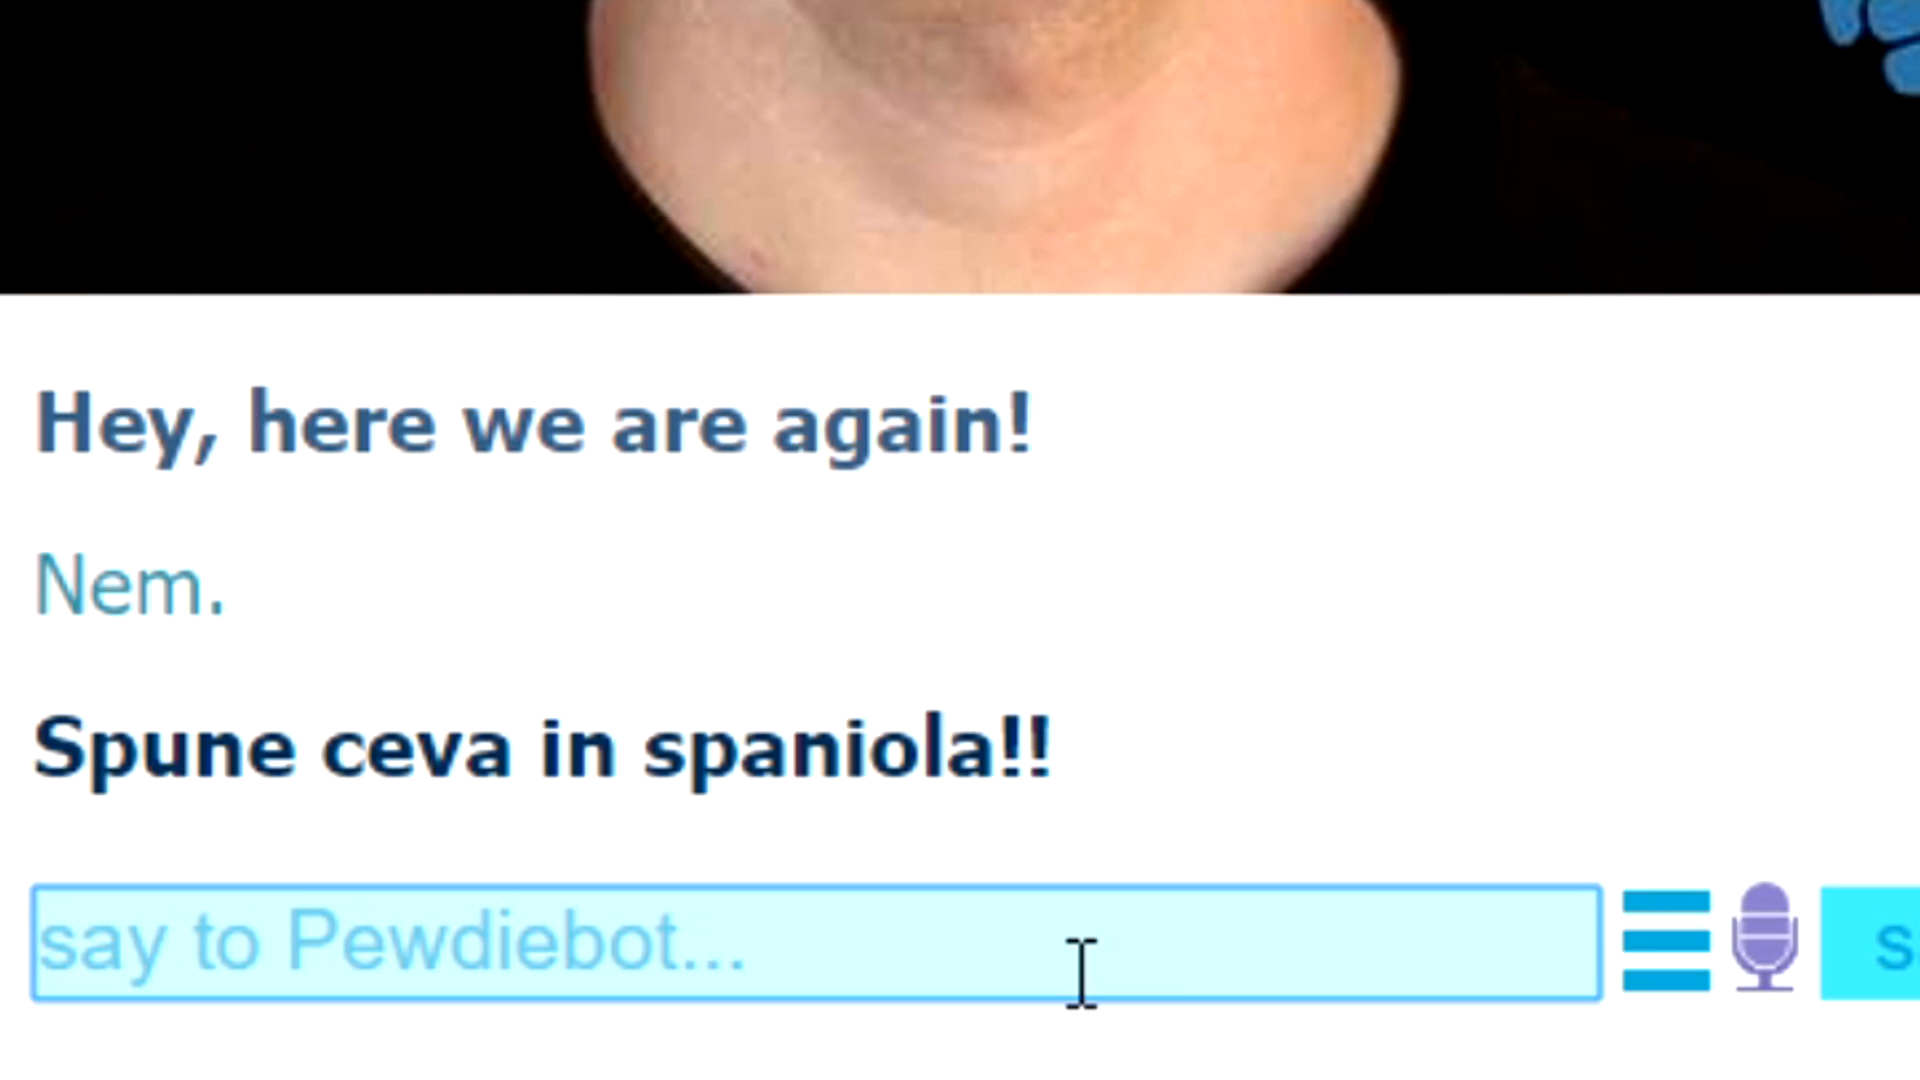 Hey, here we are again!
Nem.
Spune ceva in spaniola!!
say to Pewdiebot...